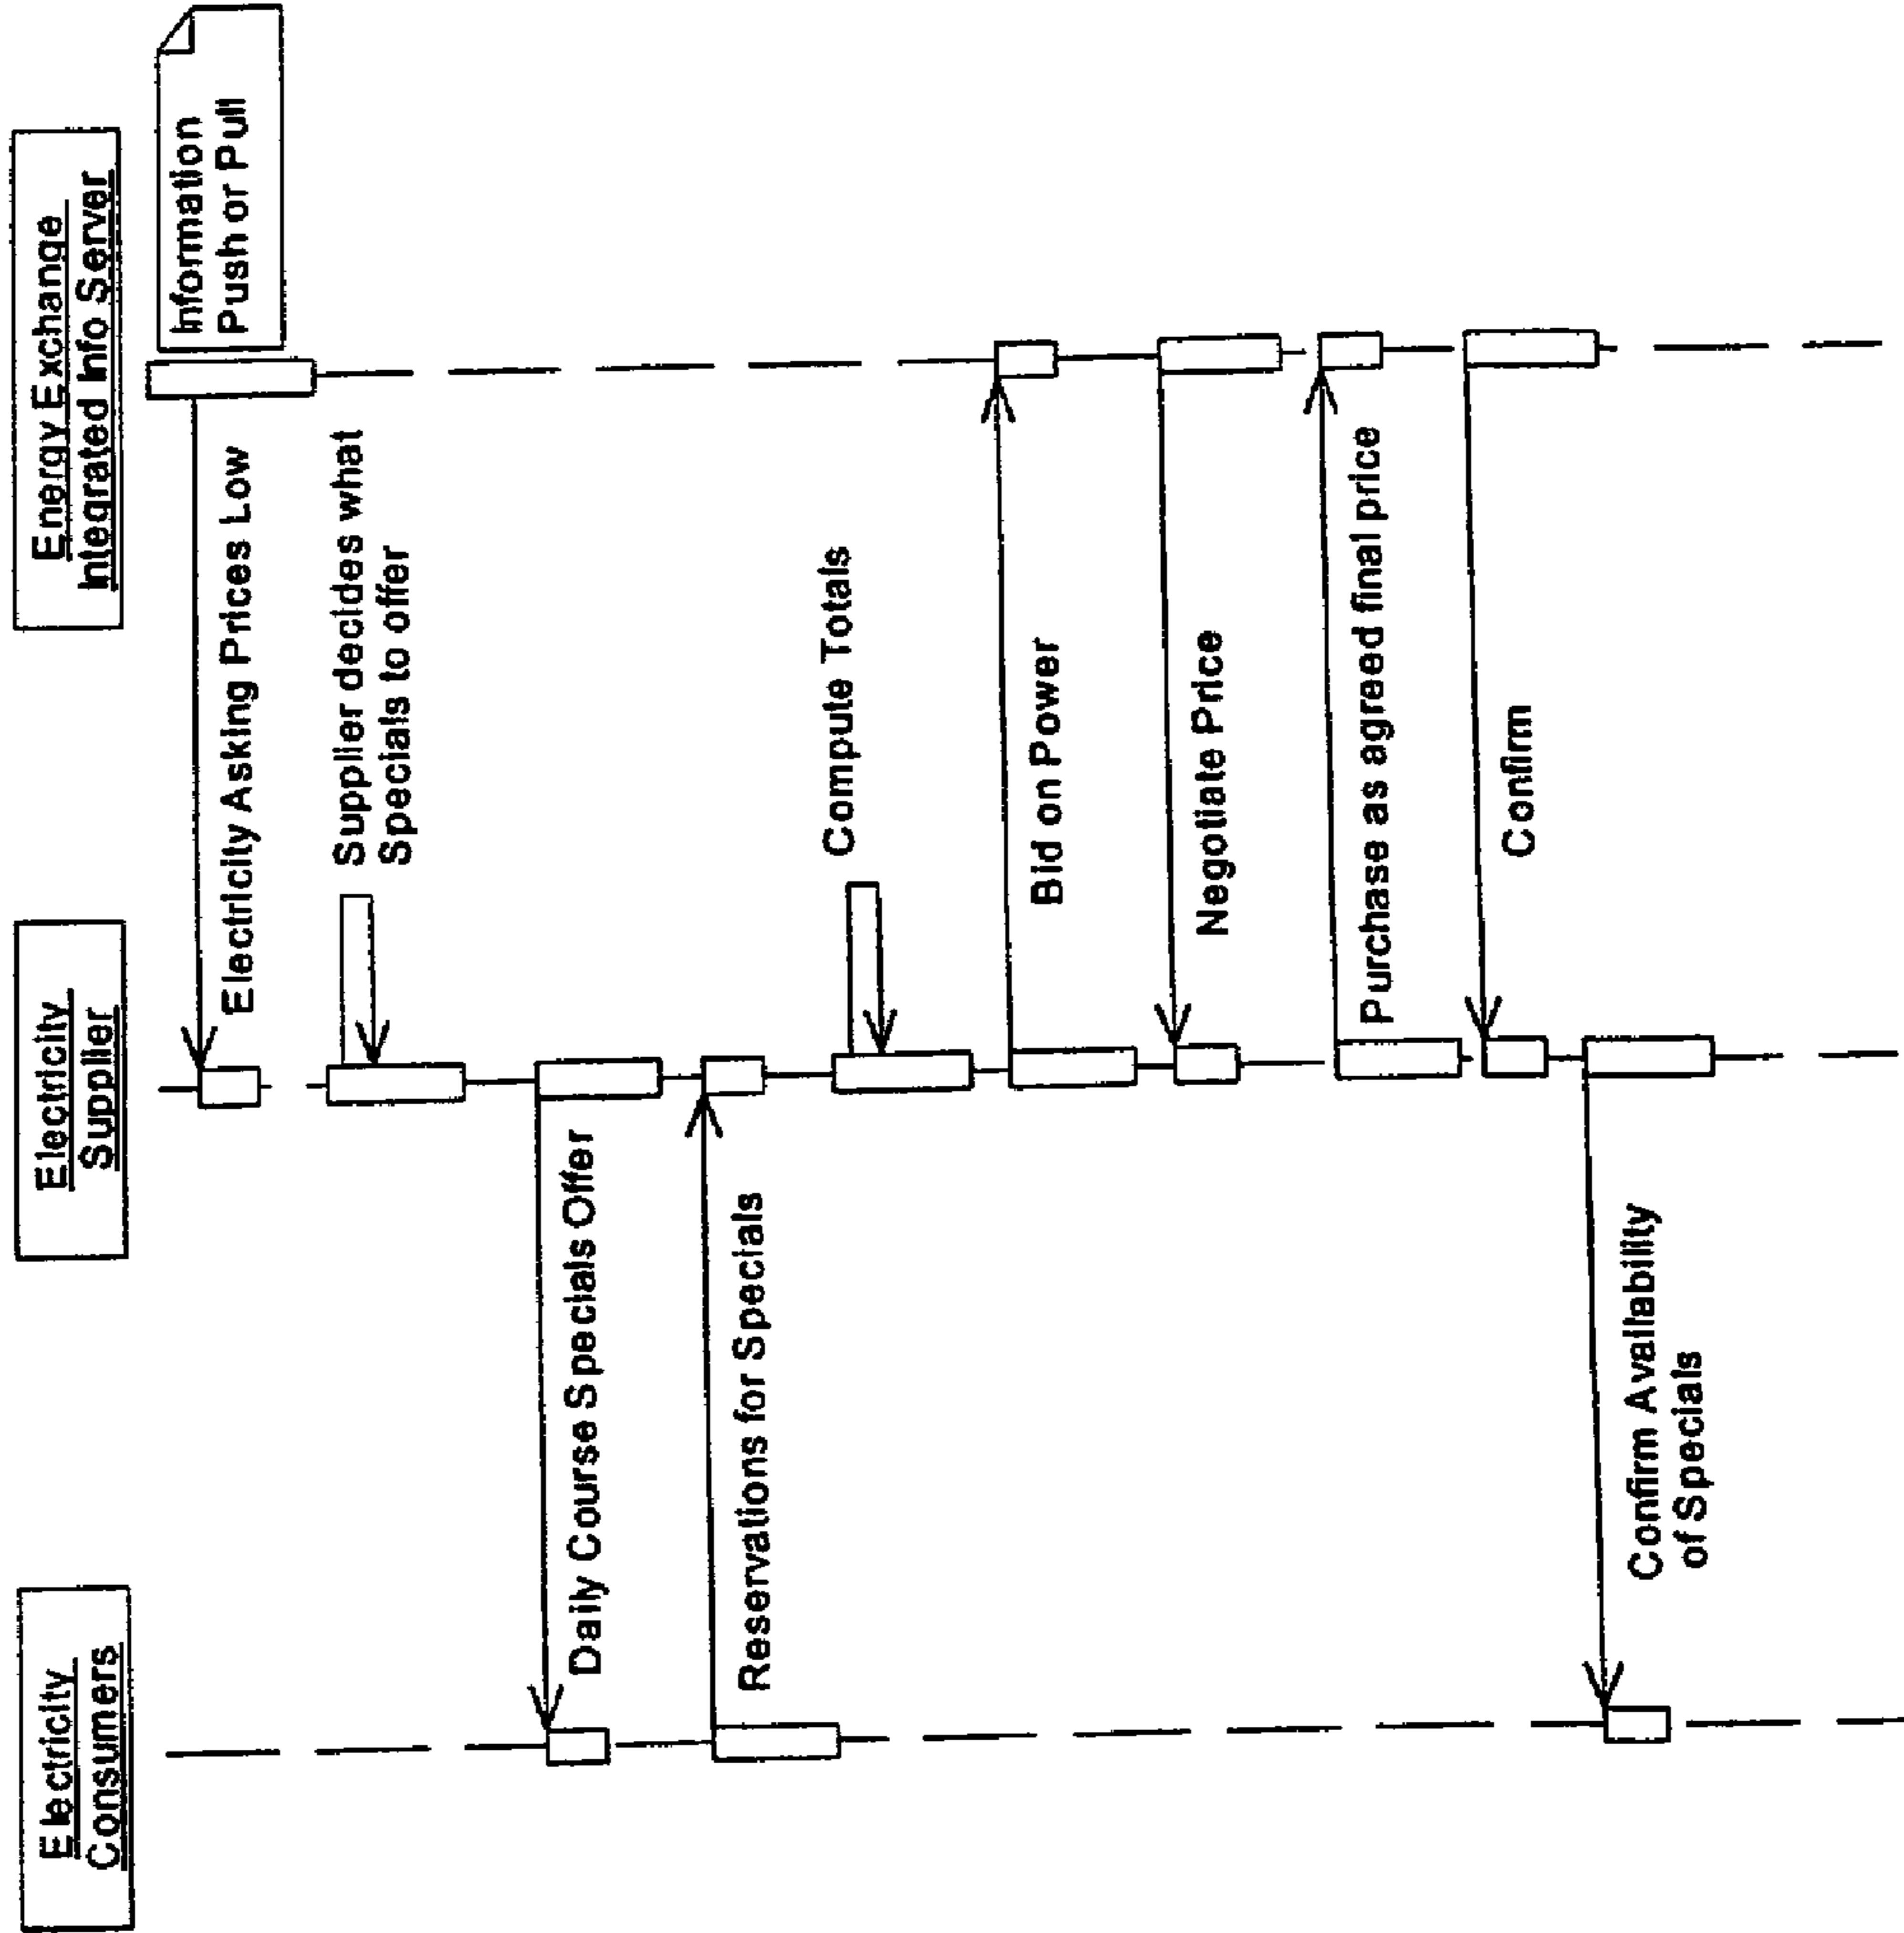 Electricity
Consumers
Electricity
Supplier
Energy Exchange
Integrated Info Server
Information
Push or Pull
Electricity Asking Prices Low
Supplier decides what
Specials to offer
Daily Course Specials Offer
Reservations for Specials
Compute Totals
Bid on Power
Negotiate Price
Purchase as agreed final price
Confirm
Confirm Availability
of Specials